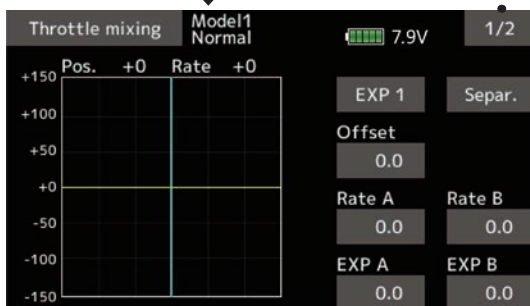 Throttle mixing Model1 7.9V 1/2
Normal
Pos. +0 Rate +0
+150
+100
+50
+0
-50
-100
-150
EXP 1 Separ.
Offset
0.0
Rate A Rate B
0.0 0.0
EXP A EXP B
0.0 0.0